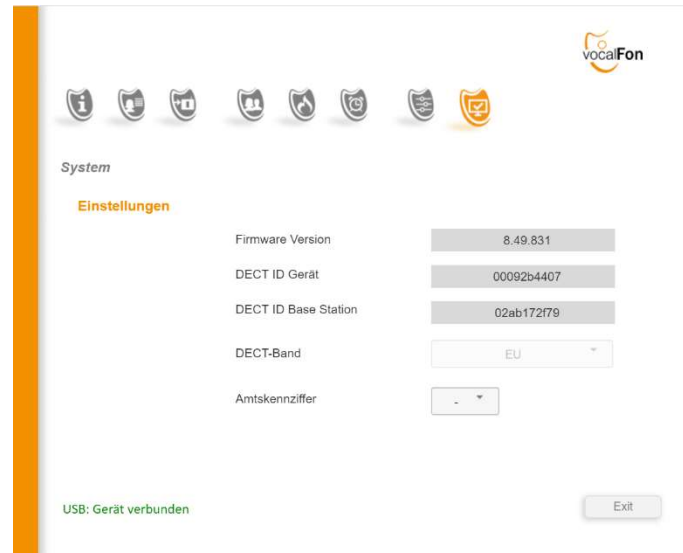 vocalFon
System
Einstellungen
Firmware Version 8.49.831
DECT ID Gerät 00092b4407
DECT ID Base Station 02ab172f79
DECT-Band EU
Amtskennziffer -
USB: Gerät verbunden Exit